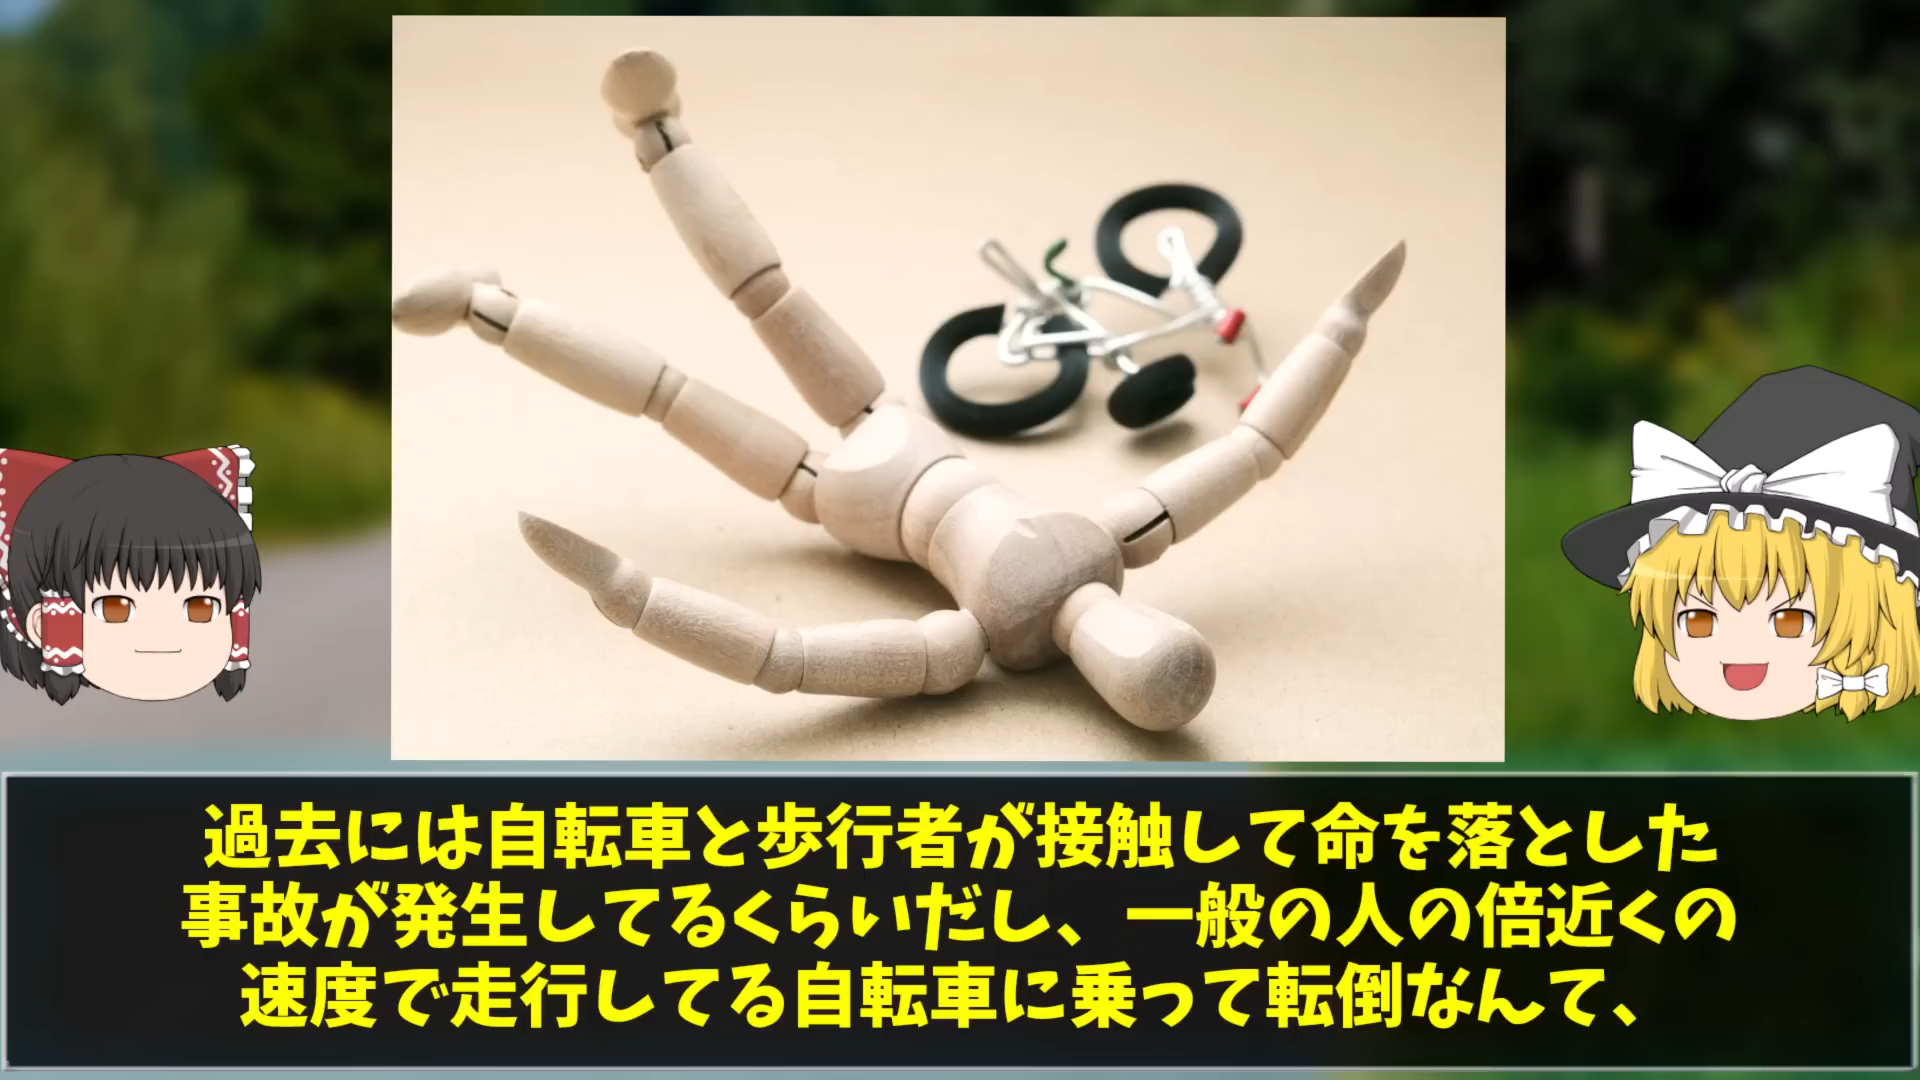 過去には自転車と歩行者が接触して命を落とした
事故が発生してるくらいだし、一般の人の倍近くの
速度で走行してる自転車に乗って転倒なんて、